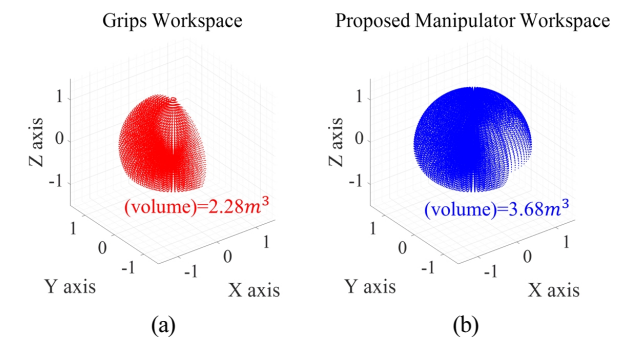 Grips Workspace
Z axis
1
0
-1
(volume)=2.28m³
1
0
-1
Y axis
-1
0
1
X axis
(a)
Proposed Manipulator Workspace
Z axis
1
0
-1
(volume)=3.68m³
1
0
-1
Y axis
-1
0
1
X axis
(b)